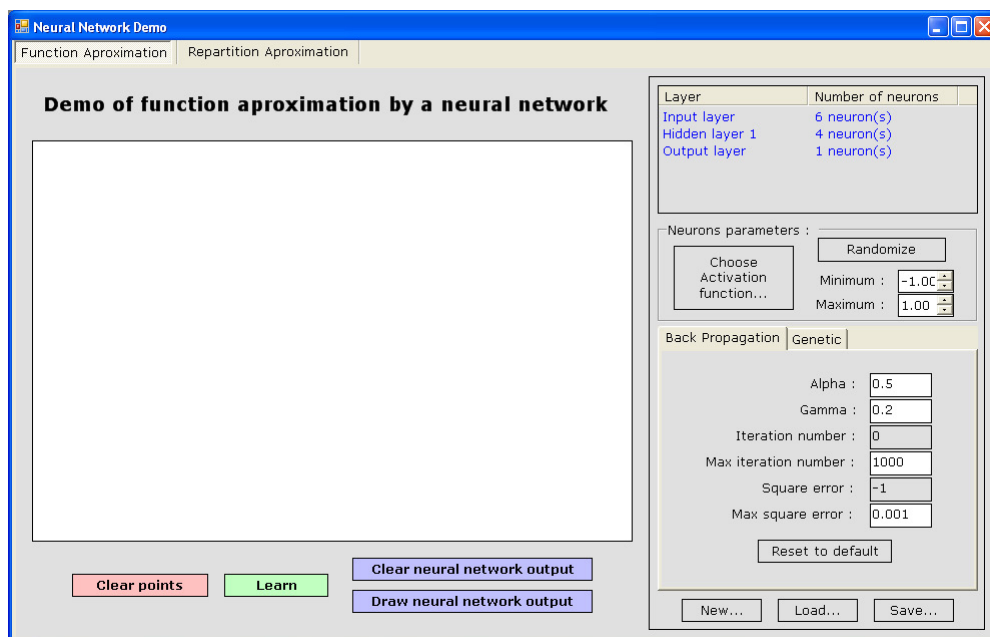 Neural Network Demo
Function Aproximation
Repartition Aproximation
Demo of function aproximation by a neural network
Layer Number of neurons
Input layer 6 neuron(s)
Hidden layer 1 4 neuron(s)
Output layer 1 neuron(s)
Neurons parameters :
Choose
Activation
function...
Randomize
Minimum : -1.00
Maximum : 1.00
Back Propagation
Genetic
Alpha : 0.5
Gamma : 0.2
Iteration number : 0
Max iteration number : 1000
Square error : -1
Max square error : 0.001
Reset to default
Clear points
Learn
Clear neural network output
Draw neural network output
New...
Load...
Save...